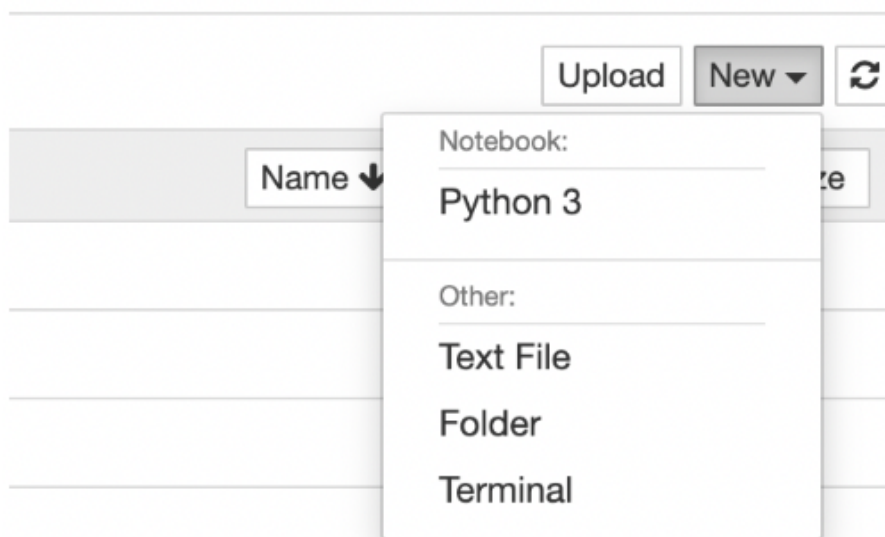 Upload New
Notebook:
Name
Python 3
Other:
Text File
Folder
Terminal